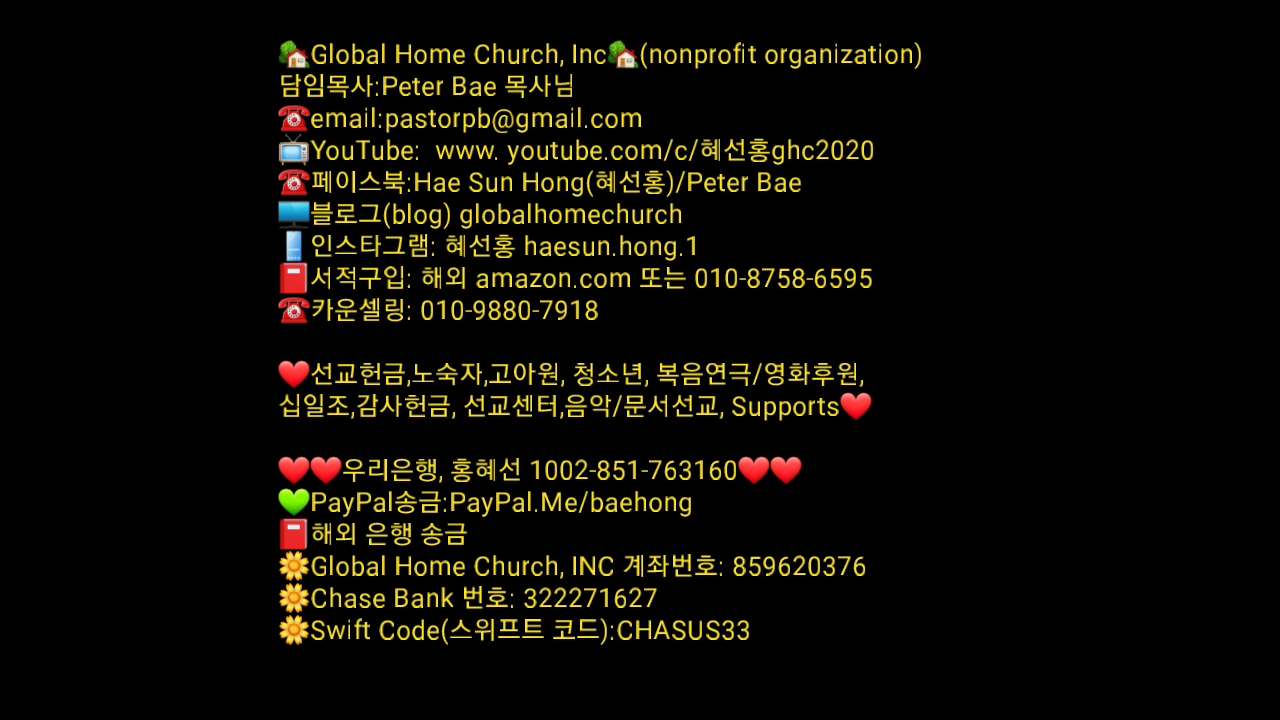 🏡Global Home Church, Inc🏡(nonprofit organization)
담임목사:Peter Bae 목사님
☎️email:pastorpb@gmail.com
📺YouTube:  www. youtube.com/c/혜선홍ghc2020
☎️페이스북:Hae Sun Hong(혜선홍)/Peter Bae
🖥️블로그(blog) globalhomechurch
📱인스타그램: 혜선홍 haesun.hong.1
📕서적구입: 해외 amazon.com 또는 010-8758-6595
☎️카운셀링: 010-9880-7918
❤️선교헌금,노숙자,고아원, 청소년, 복음연극/영화후원,
십일조,감사헌금, 선교센터,음악/문서선교, Supports❤️
❤️❤️우리은행, 홍혜선 1002-851-763160❤️❤️
💚PayPal송금:PayPal.Me/baehong
📕해외 은행 송금
🌼Global Home Church, INC 계좌번호: 859620376
🌼Chase Bank 번호: 322271627
🌼Swift Code(스위프트 코드):CHASUS33